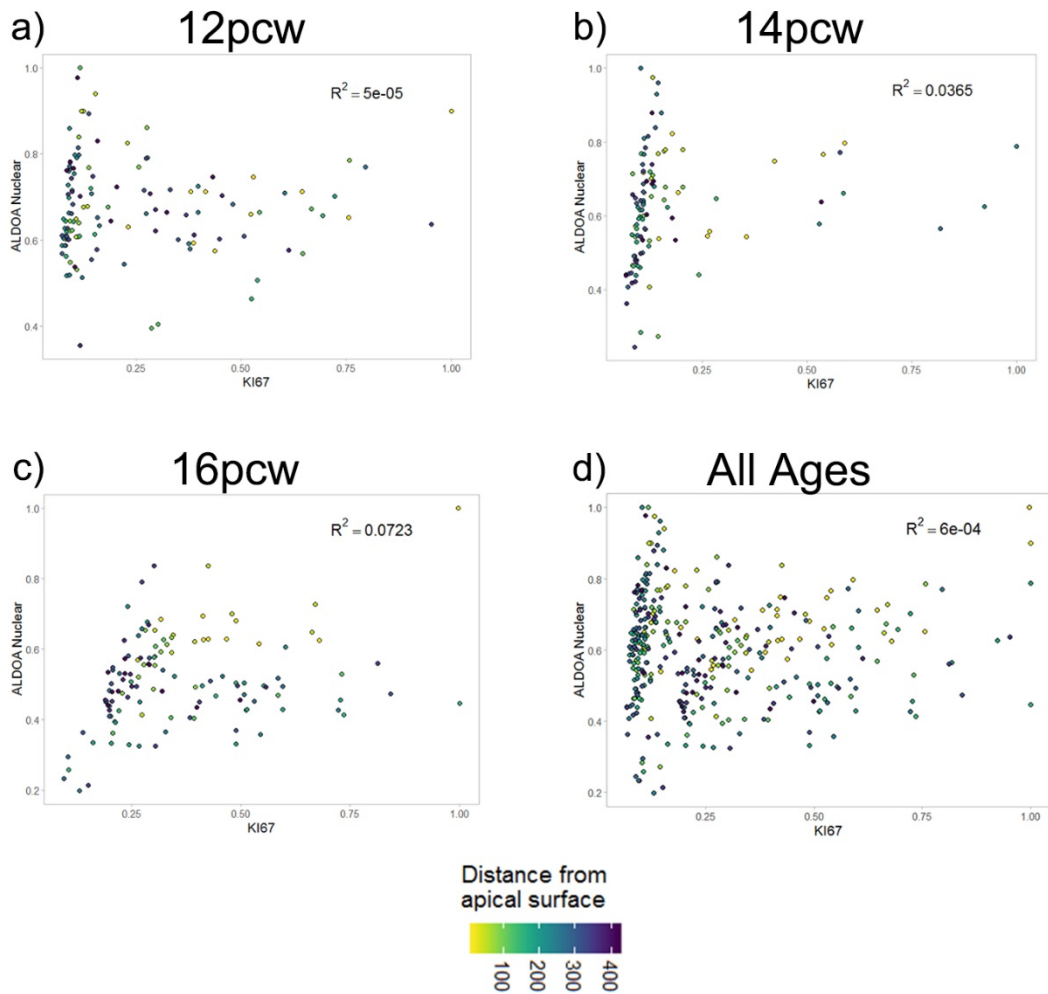 a) 12pcw
R² = 5e-05
1.0
0.8
0.6
0.4
ALDOA Nuclear
0.25 0.50 0.75 1.00
KI67
b) 14pcw
R² = 0.0365
1.0
0.8
0.6
0.4
ALDOA Nuclear
0.25 0.50 0.75 1.00
KI67
c) 16pcw
R² = 0.0723
1.0
0.8
0.6
0.4
0.2
ALDOA Nuclear
0.25 0.50 0.75 1.00
KI67
d) All Ages
R² = 6e-04
1.0
0.8
0.6
0.4
0.2
ALDOA Nuclear
0.25 0.50 0.75 1.00
KI67
Distance from
apical surface
100 200 300 400